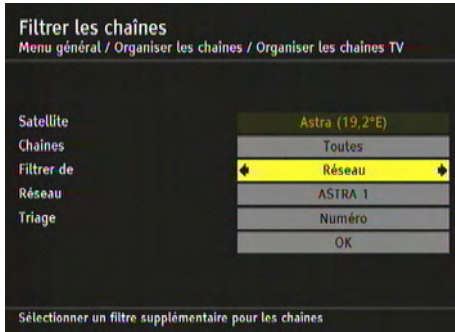 Filtrer les chaînes
Menu général / Organiser les chaînes / Organiser les chaînes TV
Satellite Astra (19,2°E)
Chaînes Toutes
Filtrer de Réseau
Réseau ASTRA 1
Triage Numéro
OK
Sélectionner un filtre supplémentaire pour les chaînes